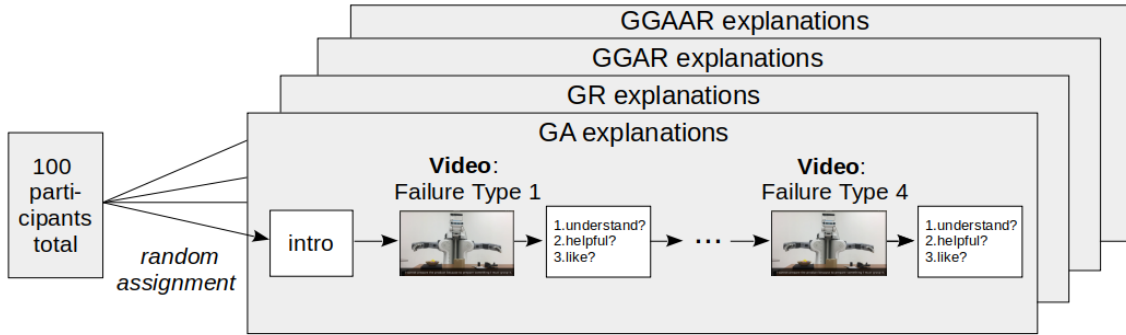 GGAAR explanations
GGAR explanations
GR explanations
GA explanations
100
parti-
cipants
total
random
assignment
intro
Video:
Failure Type 1
1.understand?
2.helpful?
3.like?
...
Video:
Failure Type 4
1.understand?
2.helpful?
3.like?